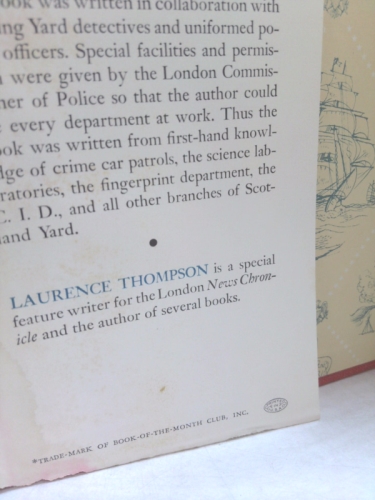 ook was written in collaboration with
ng Yard detectives and uniformed po-
officers. Special facilities and permis-
were given by the London Commis-
ner of Police so that the author could
every department at work. Thus the
ook was written from first-hand knowl-
dge of crime car patrols, the science lab-
ratories, the fingerprint department, the
C. I. D., and all other branches of Scot-
and Yard.
LAURENCE THOMPSON is a special
feature writer for the London News Chron-
icle and the author of several books.
*TRADE-MARK OF BOOK-OF-THE-MONTH CLUB, INC.